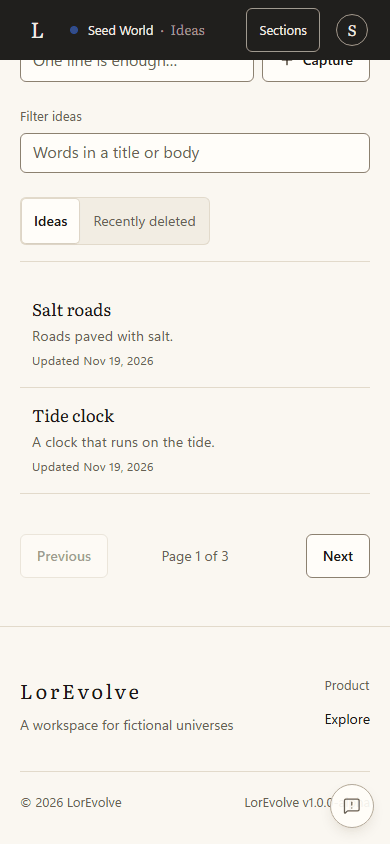 L
Seed World · Ideas
Sections
S
One line is enough...
+ Capture
Filter ideas
Words in a title or body
Ideas
Recently deleted
Salt roads
Roads paved with salt.
Updated Nov 19, 2026
Tide clock
A clock that runs on the tide.
Updated Nov 19, 2026
Previous
Page 1 of 3
Next
LorEvolve
A workspace for fictional universes
Product
Explore
© 2026 LorEvolve
LorEvolve v1.0.0